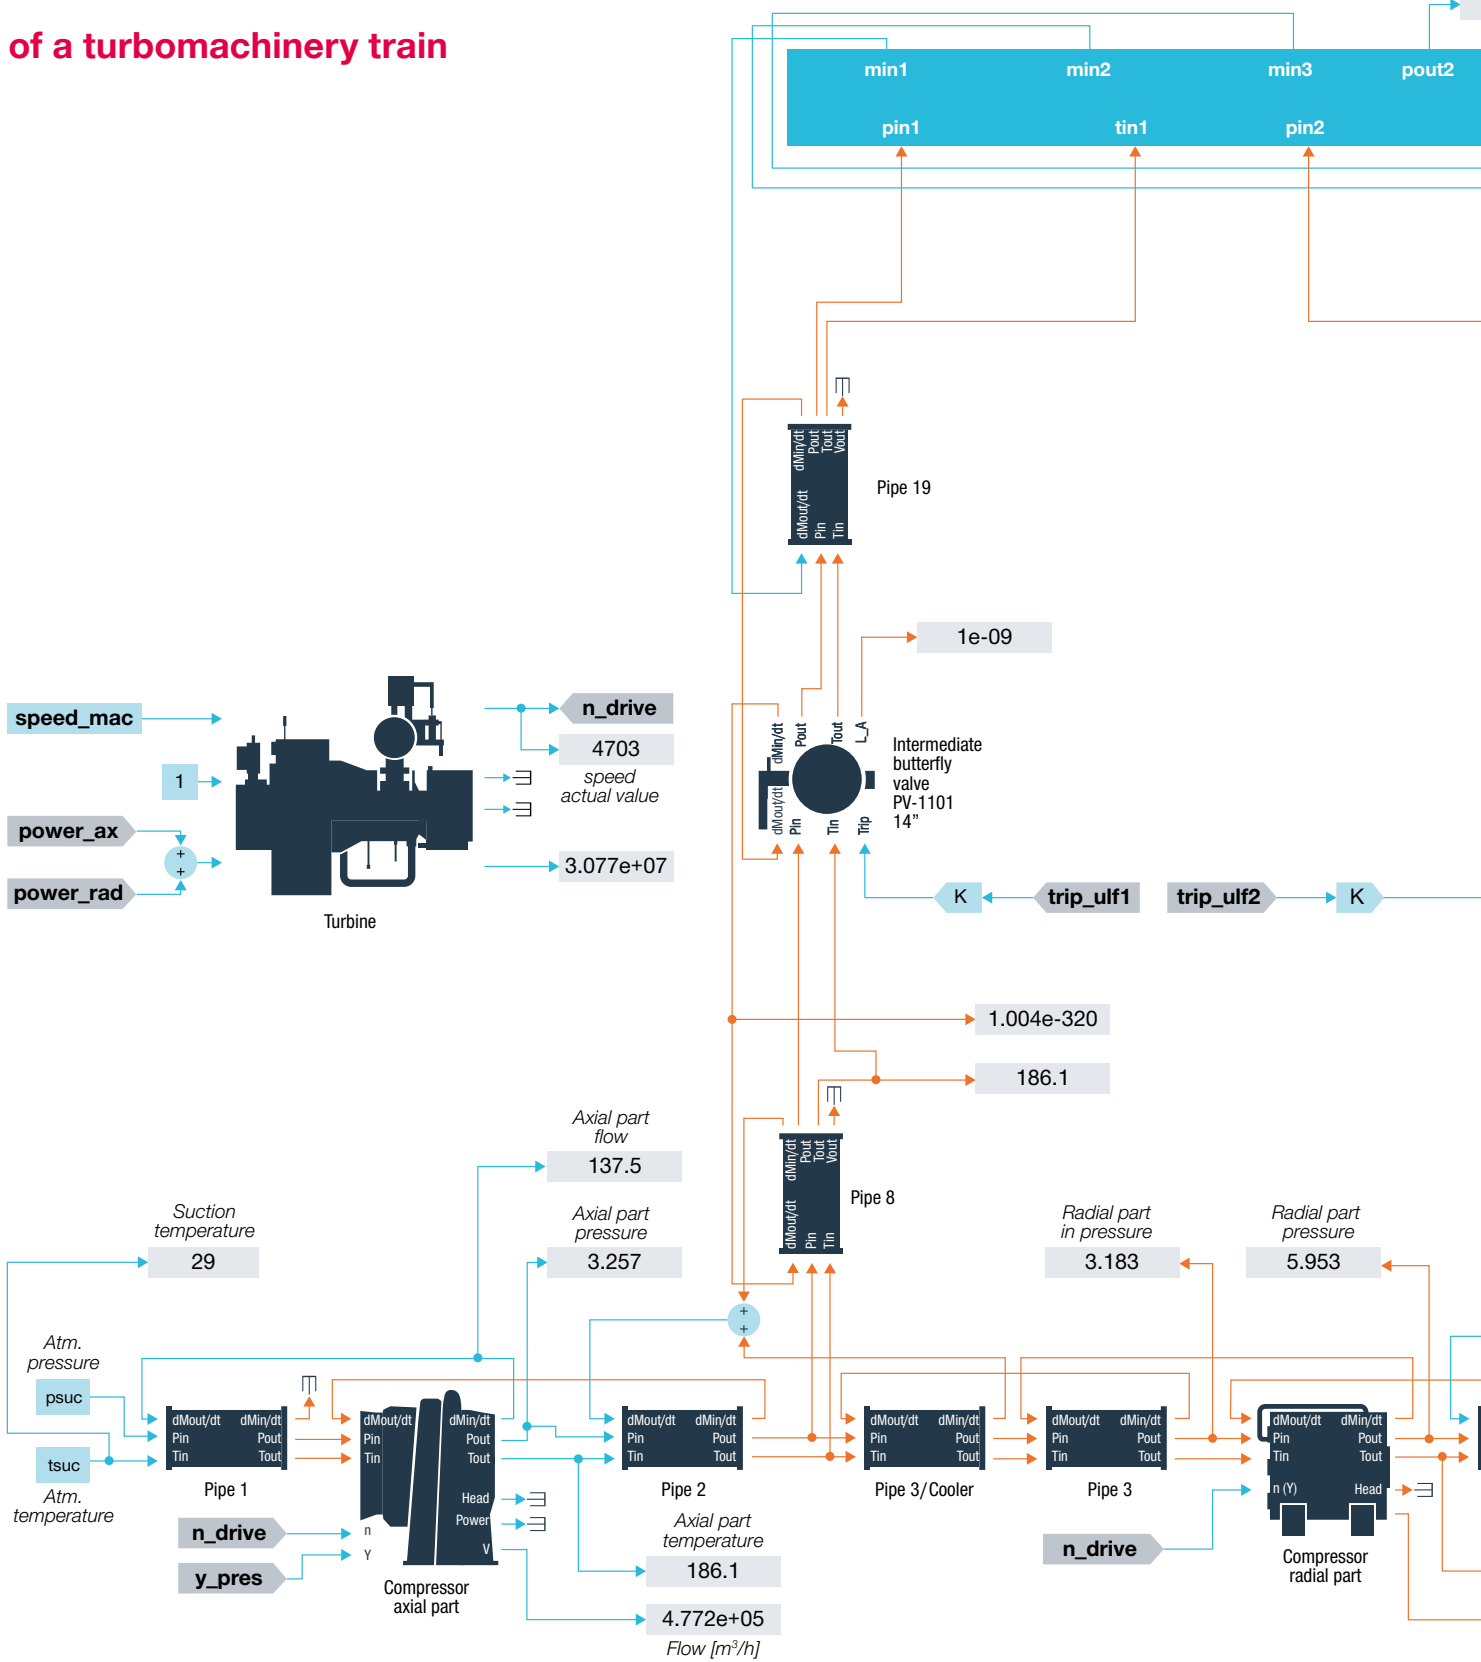 of a turbomachinery train
min1
min2
min3
pout2
pin1
tin1
pin2
dMin/dt
Pout
Tout
Vout
dMout/dt
Pin
Tin
Pipe 19
1e-09
speed_mac
1
power_ax
+
+
power_rad
Turbine
n_drive
4703
speed
actual value
3.077e+07
dMin/dt
Pout
Tout
L_A
dMout/dt
Pin
Tin
Trip
Intermediate
butterfly
valve
PV-1101
14”
K
trip_ulf1
trip_ulf2
K
1.004e-320
186.1
dMin/dt
Pout
Tout
Vout
dMout/dt
Pin
Tin
Pipe 8
Axial part
flow
137.5
Suction
temperature
29
Axial part
pressure
3.257
Radial part
in pressure
3.183
Radial part
pressure
5.953
+
+
Atm.
pressure
psuc
tsuc
Atm.
temperature
dMout/dt dMin/dt
Pin Pout
Tin Tout
Pipe 1
n_drive
y_pres
dMout/dt dMin/dt
Pin Pout
Tin Tout
Head
Power
n
Y
V
Compressor
axial part
dMout/dt dMin/dt
Pin Pout
Tin Tout
Pipe 2
Axial part
temperature
186.1
4.772e+05
Flow [m³/h]
dMout/dt dMin/dt
Pin Pout
Tin Tout
Pipe 3/Cooler
dMout/dt dMin/dt
Pin Pout
Tin Tout
Pipe 3
n_drive
dMout/dt dMin/dt
Pin Pout
Tin Tout
n (Y) Head
Compressor
radial part